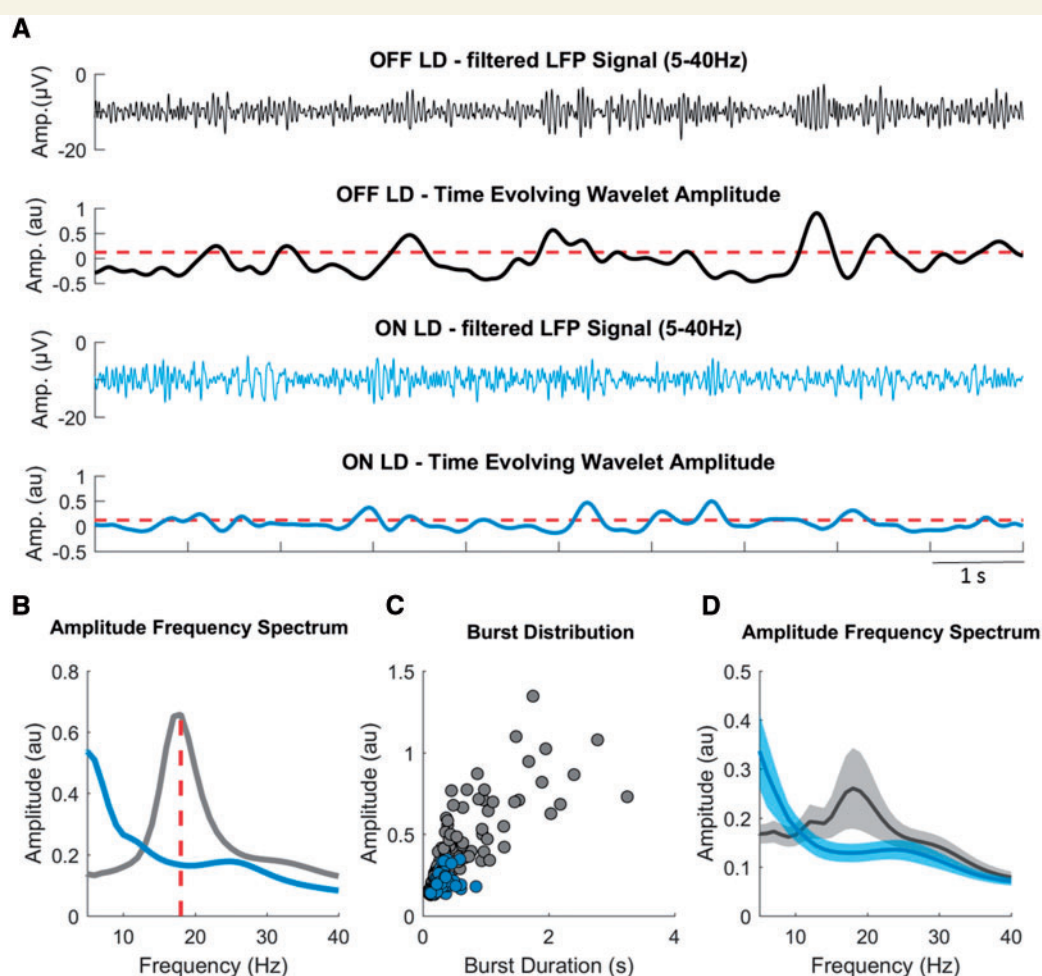 A
OFF LD - filtered LFP Signal (5-40Hz)
Amp.(μV)
0
-20
OFF LD - Time Evolving Wavelet Amplitude
Amp. (au)
1
0.5
0
-0.5
ON LD - filtered LFP Signal (5-40Hz)
Amp. (μV)
0
-20
ON LD - Time Evolving Wavelet Amplitude
Amp. (au)
1
0.5
0
-0.5
1 s
B
Amplitude Frequency Spectrum
Amplitude (au)
0.8
0.6
0.4
0.2
0
10 20 30 40
Frequency (Hz)
C
Burst Distribution
Amplitude (au)
1.5
1
0.5
0
0 2 4
Burst Duration (s)
D
Amplitude Frequency Spectrum
Ampitude (au)
0.5
0.4
0.3
0.2
0.1
0
10 20 30 40
Frequency (Hz)